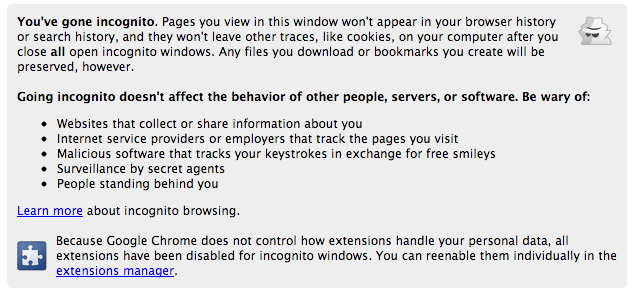 You've gone incognito. Pages you view in this window won't appear in your browser history
or search history, and they won't leave other traces, like cookies, on your computer after you
close all open incognito windows. Any files you download or bookmarks you create will be
preserved, however.
Going incognito doesn't affect the behavior of other people, servers, or software. Be wary of:
• Websites that collect or share information about you
• Internet service providers or employers that track the pages you visit
• Malicious software that tracks your keystrokes in exchange for free smileys
• Surveillance by secret agents
• People standing behind you
Learn more about incognito browsing.
Because Google Chrome does not control how extensions handle your personal data, all
extensions have been disabled for incognito windows. You can reenable them individually in the
extensions manager.